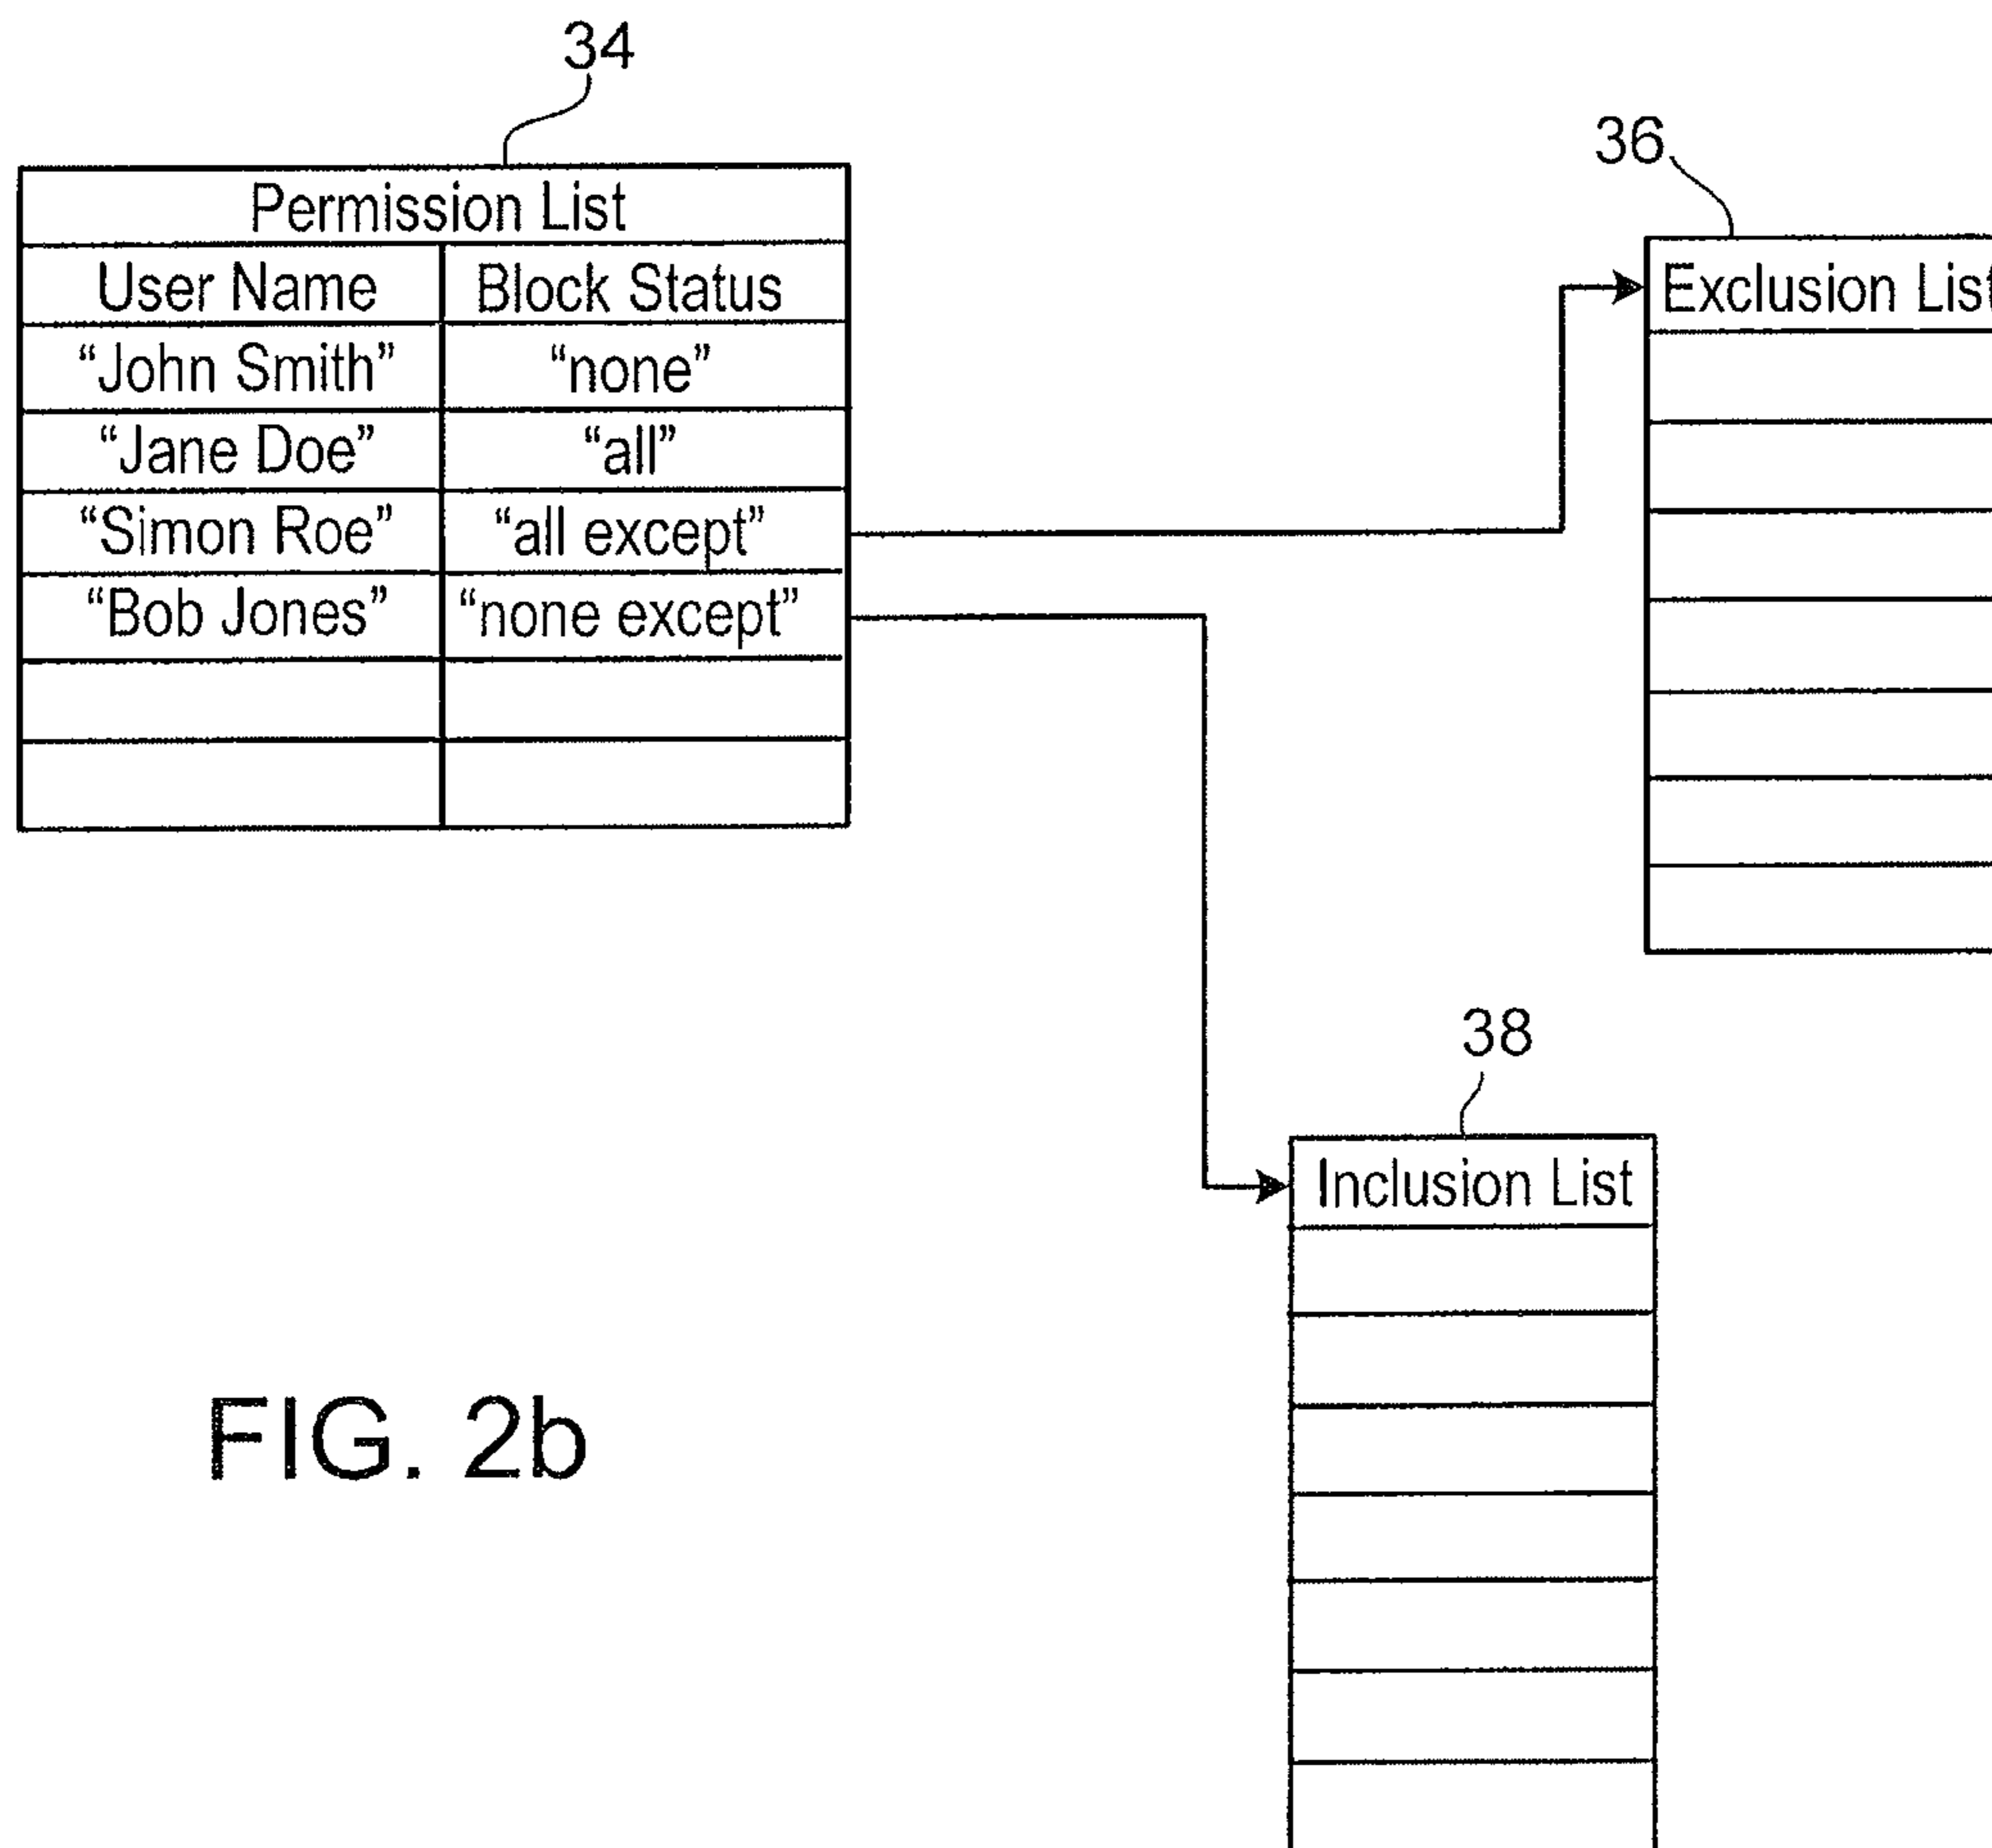 34
Permission List
User Name Block Status
“John Smith” “none”
“Jane Doe” “all”
“Simon Roe” “all except”
“Bob Jones” “none except”
36
Exclusion List
38
Inclusion List
FIG. 2b